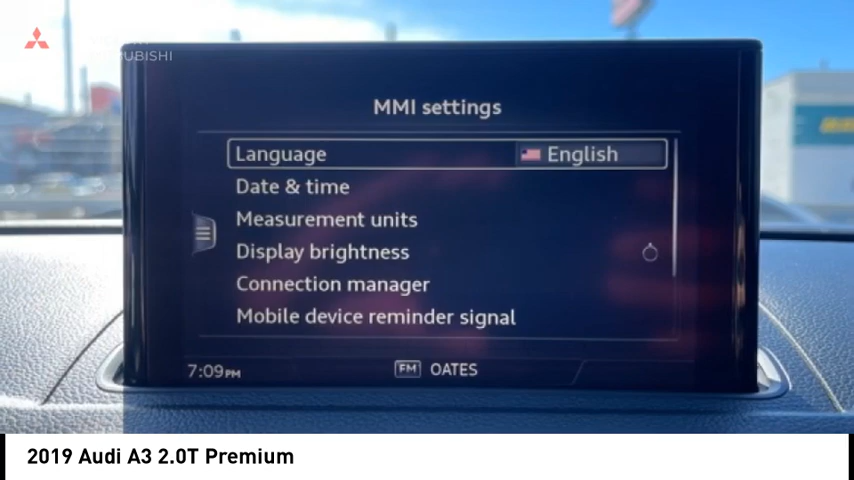 MUBISHI
MMI settings
Language English
Date & time
Measurement units
Display brightness
Connection manager
Mobile device reminder signal
7:09PM FM OATES
2019 Audi A3 2.0T Premium